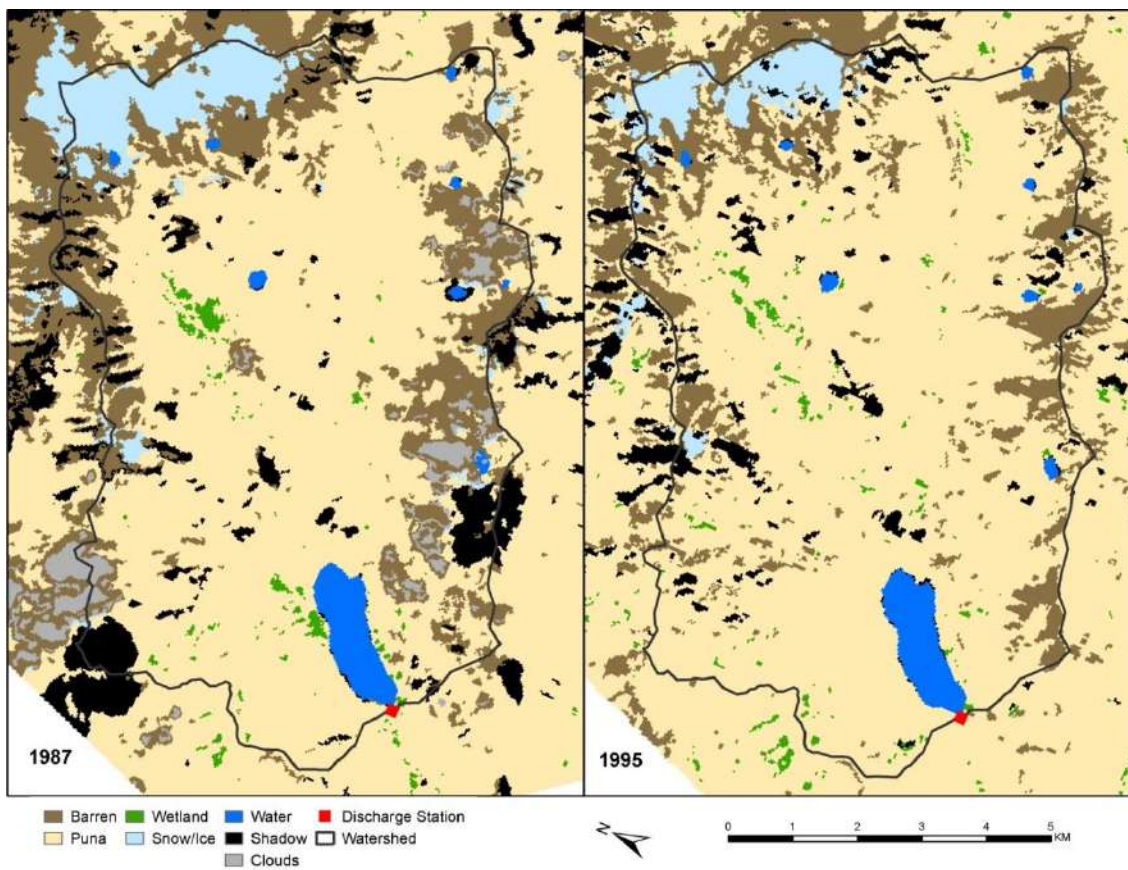 1987
1995
Barren Wetland Water Discharge Station
Puna Snow/Ice Shadow Watershed
Clouds
N
0 1 2 3 4 5
KM